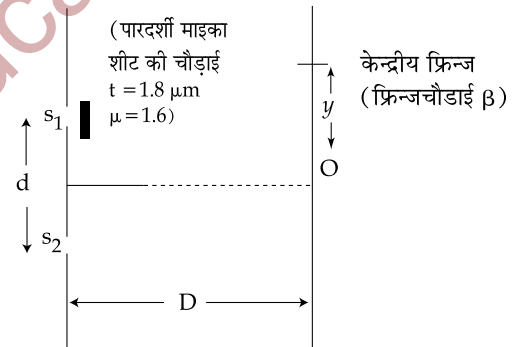 (पारदर्शी माइका
शीट की चौड़ाई
t = 1.8 μm
μ = 1.6)
केन्द्रीय फ्रिन्ज
(फ्रिन्जचौडाई β)
s1
y
O
d
s2
D